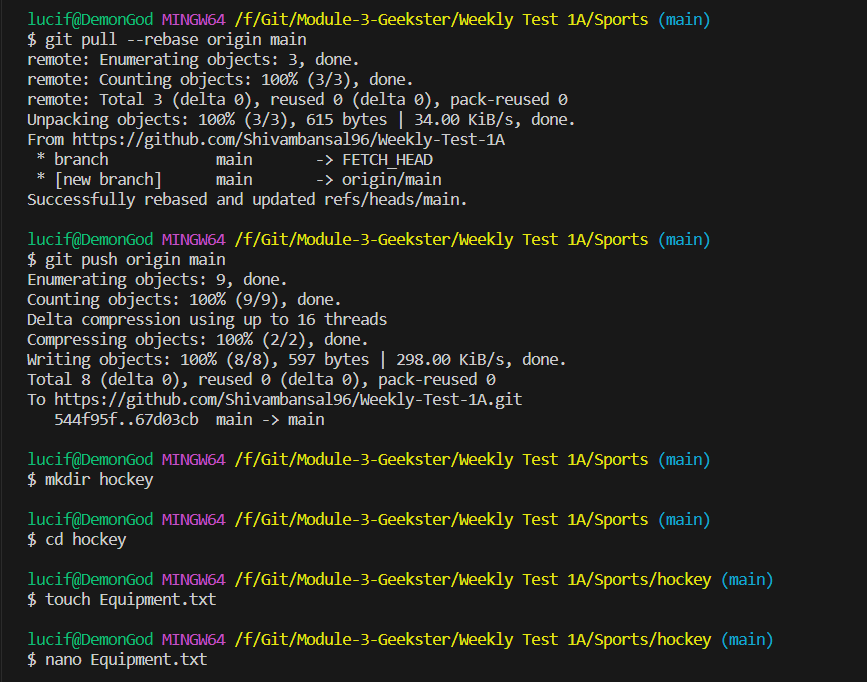 lucif@DemonGod MINGW64 /f/Git/Module-3-Geekster/Weekly Test 1A/Sports (main)
$ git pull --rebase origin main
remote: Enumerating objects: 3, done.
remote: Counting objects: 100% (3/3), done.
remote: Total 3 (delta 0), reused 0 (delta 0), pack-reused 0
Unpacking objects: 100% (3/3), 615 bytes | 34.00 KiB/s, done.
From https://github.com/Shivambansal96/Weekly-Test-1A
 * branch            main       -> FETCH_HEAD
 * [new branch]      main       -> origin/main
Successfully rebased and updated refs/heads/main.
lucif@DemonGod MINGW64 /f/Git/Module-3-Geekster/Weekly Test 1A/Sports (main)
$ git push origin main
Enumerating objects: 9, done.
Counting objects: 100% (9/9), done.
Delta compression using up to 16 threads
Compressing objects: 100% (2/2), done.
Writing objects: 100% (8/8), 597 bytes | 298.00 KiB/s, done.
Total 8 (delta 0), reused 0 (delta 0), pack-reused 0
To https://github.com/Shivambansal96/Weekly-Test-1A.git
   544f95f..67d03cb  main -> main
lucif@DemonGod MINGW64 /f/Git/Module-3-Geekster/Weekly Test 1A/Sports (main)
$ mkdir hockey
lucif@DemonGod MINGW64 /f/Git/Module-3-Geekster/Weekly Test 1A/Sports (main)
$ cd hockey
lucif@DemonGod MINGW64 /f/Git/Module-3-Geekster/Weekly Test 1A/Sports/hockey (main)
$ touch Equipment.txt
lucif@DemonGod MINGW64 /f/Git/Module-3-Geekster/Weekly Test 1A/Sports/hockey (main)
$ nano Equipment.txt